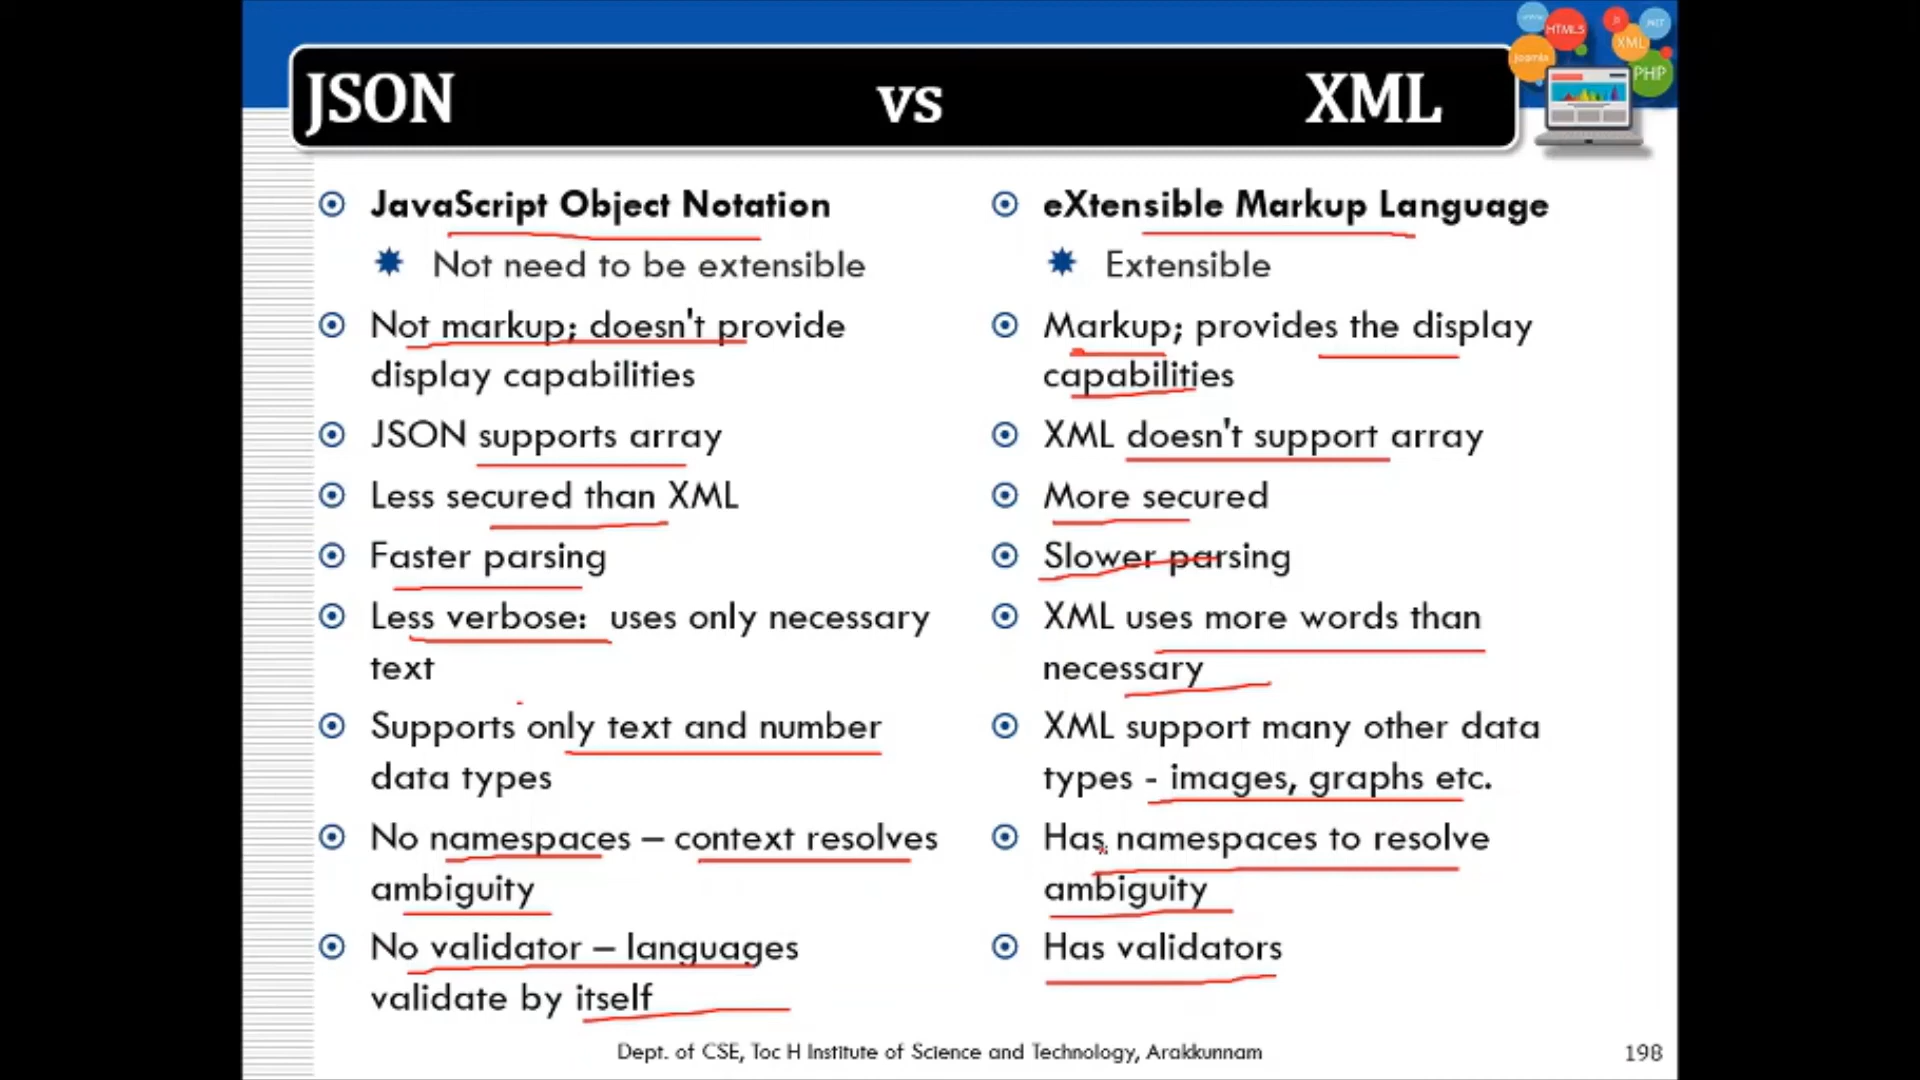 JSON vs XML
JavaScript Object Notation
Not need to be extensible
Not markup; doesn't provide
display capabilities
JSON supports array
Less secured than XML
Faster parsing
Less verbose: uses only necessary
text
Supports only text and number
data types
No namespaces – context resolves
ambiguity
No validator – languages
validate by itself
eXtensible Markup Language
Extensible
Markup; provides the display
capabilities
XML doesn't support array
More secured
Slower parsing
XML uses more words than
necessary
XML support many other data
types - images, graphs etc.
Has namespaces to resolve
ambiguity
Has validators
HTML5
Joomla
JS
.NET
XML
PHP
Dept. of CSE, Toc H Institute of Science and Technology, Arakkunnam
198